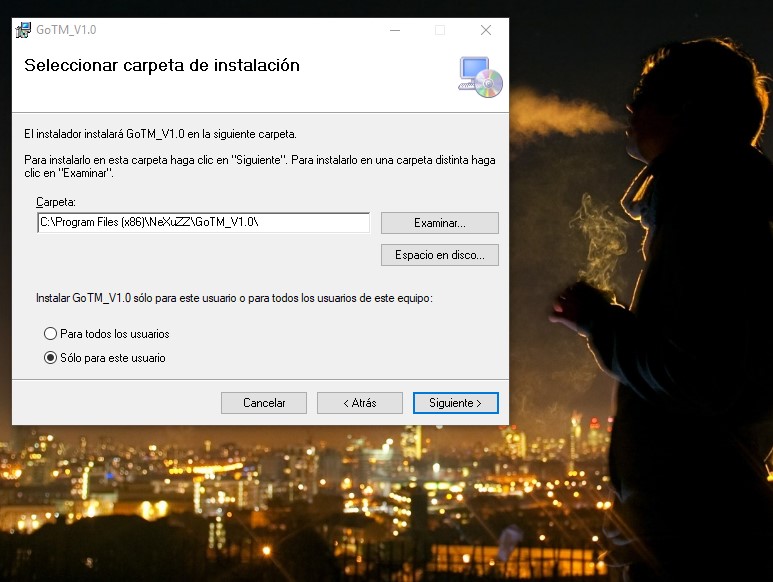 GoTM_V1.0
Seleccionar carpeta de instalación
El instalador instalará GoTM_V1.0 en la siguiente carpeta.
Para instalarlo en esta carpeta haga clic en "Siguiente". Para instalarlo en una carpeta distinta haga
clic en "Examinar".
Carpeta:
C:\Program Files (x86)\NeXuZZ\GoTM_V1.0\
Examinar...
Espacio en disco...
Instalar GoTM_V1.0 sólo para este usuario o para todos los usuarios de este equipo:
Para todos los usuarios
Sólo para este usuario
Cancelar
< Atrás
Siguiente >